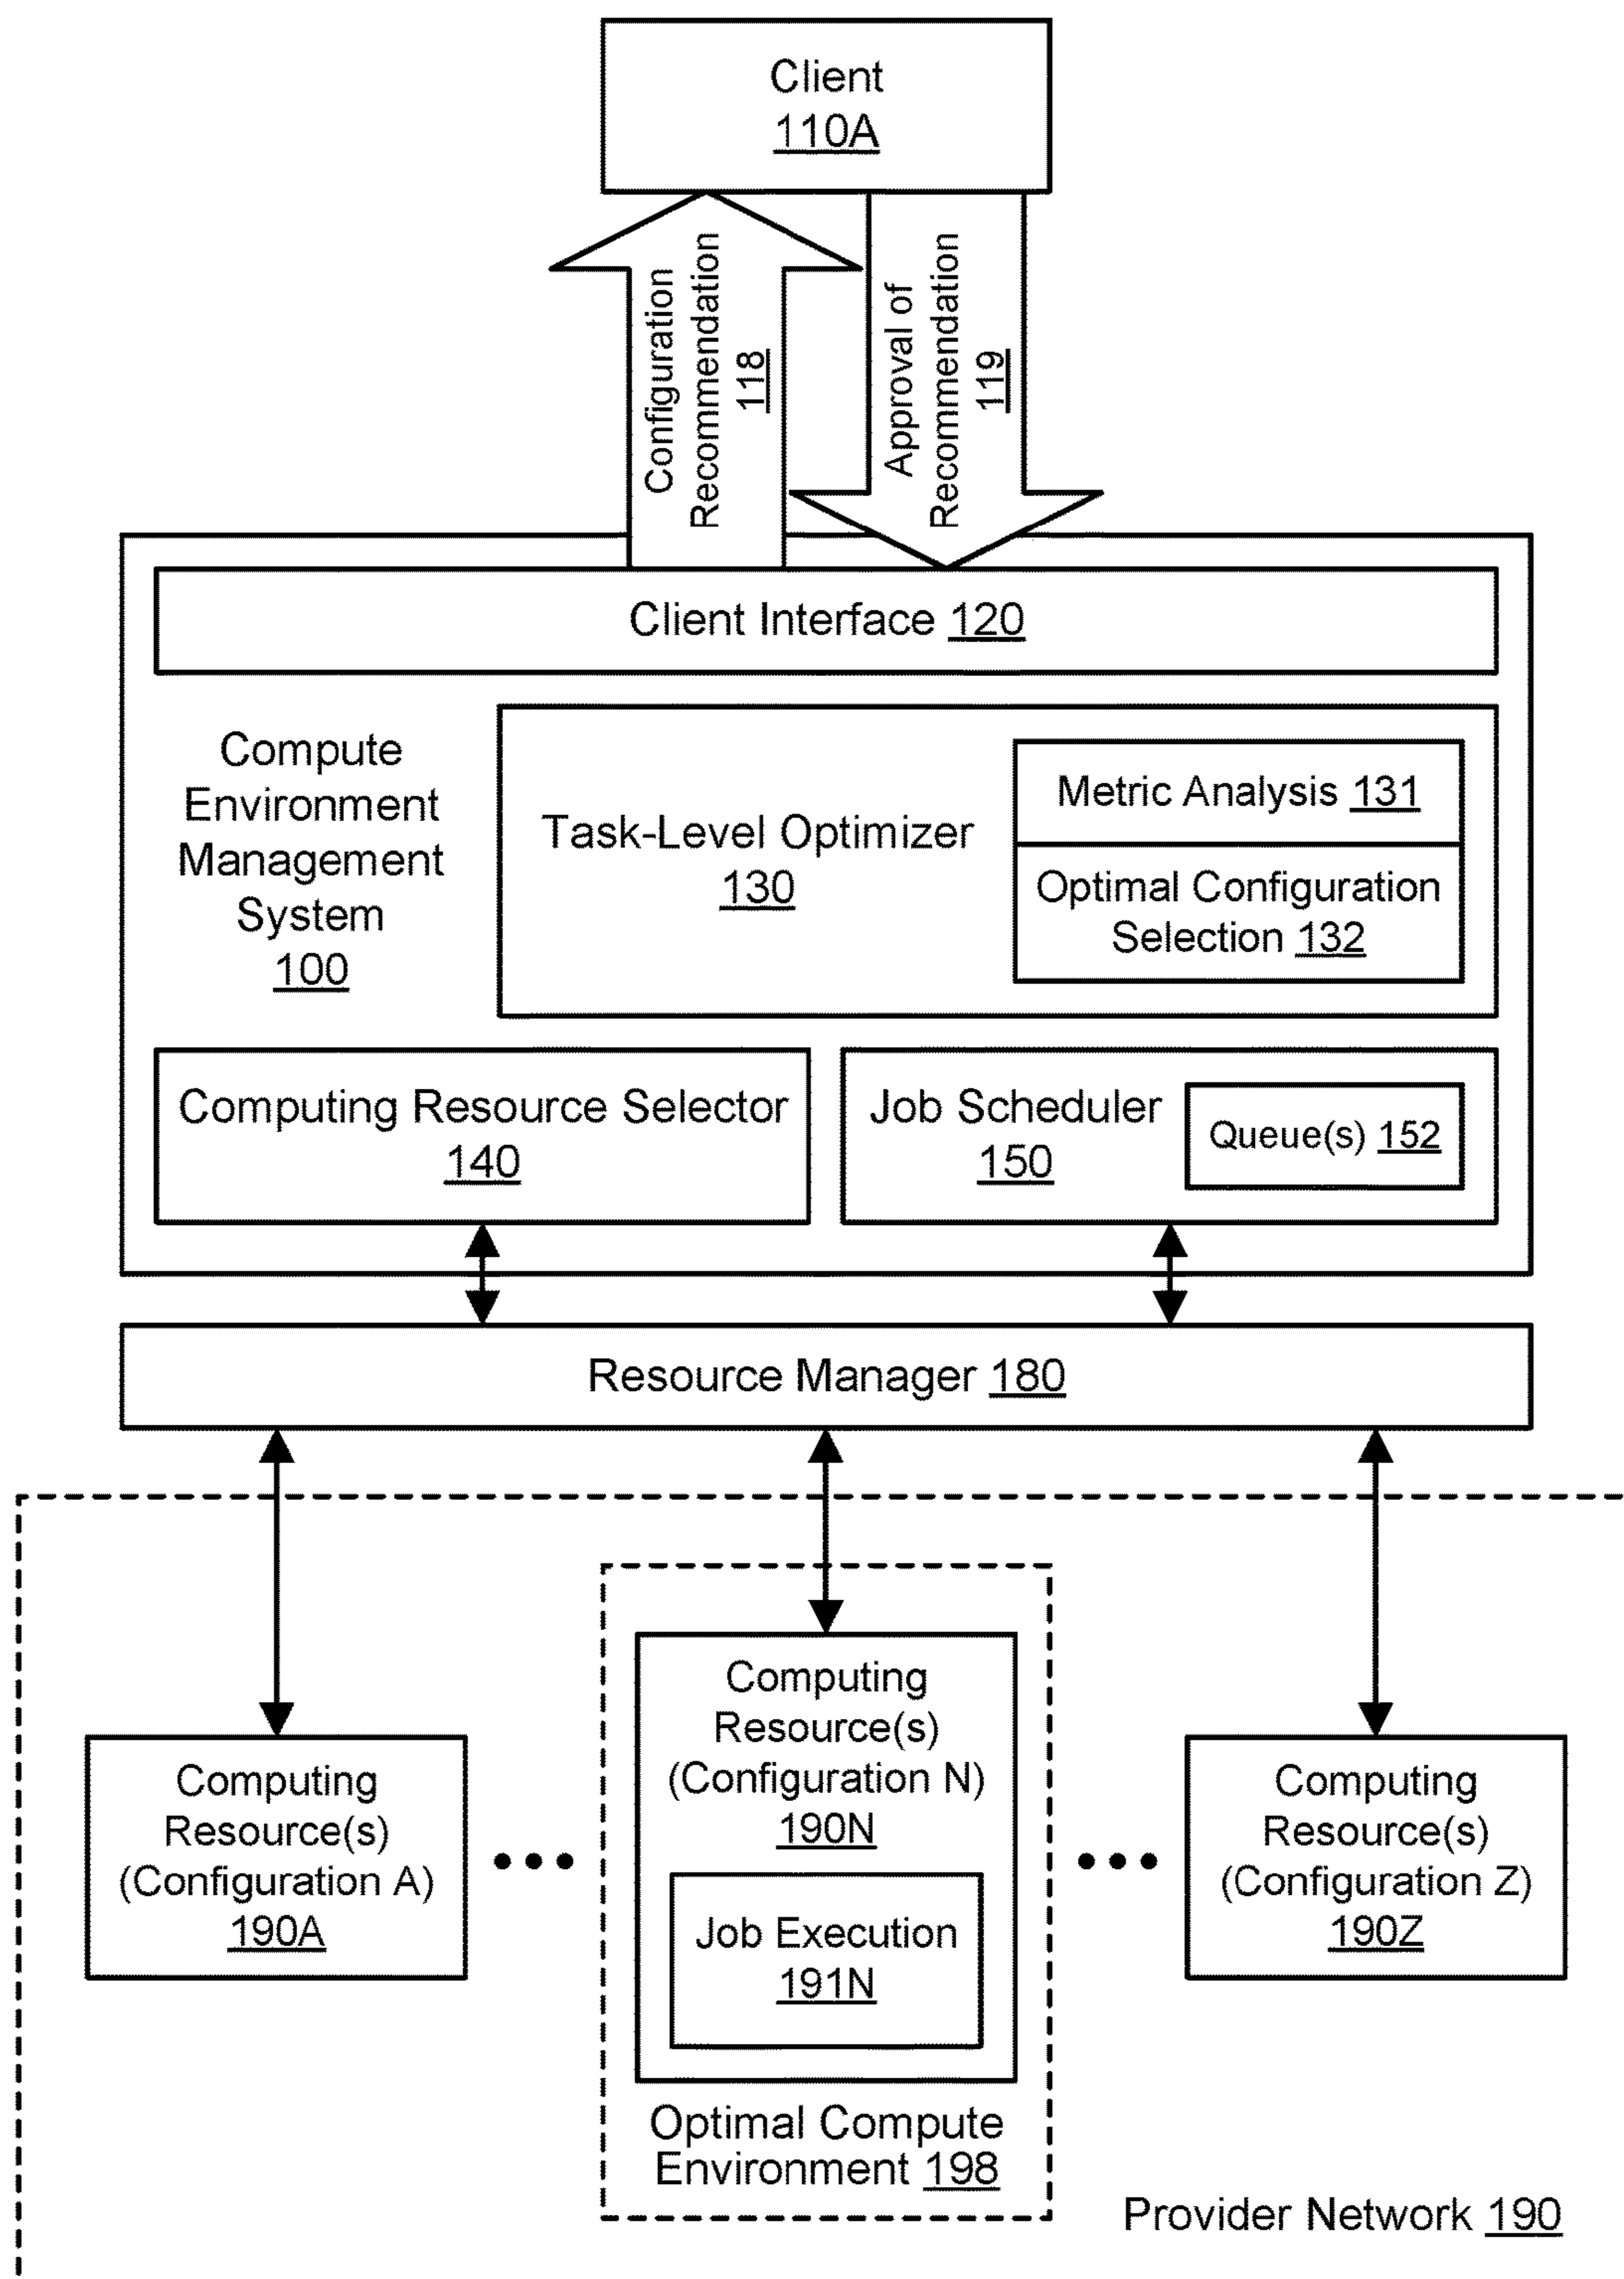 Client
110A
Configuration
Recommendation
118
Approval of
Recommendation
119
Client Interface 120
Compute
Environment
Management
System
100
Task-Level Optimizer
130
Metric Analysis 131
Optimal Configuration
Selection 132
Computing Resource Selector
140
Job Scheduler
150
Queue(s) 152
Resource Manager 180
Computing
Resource(s)
(Configuration A)
190A
Computing
Resource(s)
(Configuration N)
190N
Job Execution
191N
Optimal Compute
Environment 198
Computing
Resource(s)
(Configuration Z)
190Z
Provider Network 190